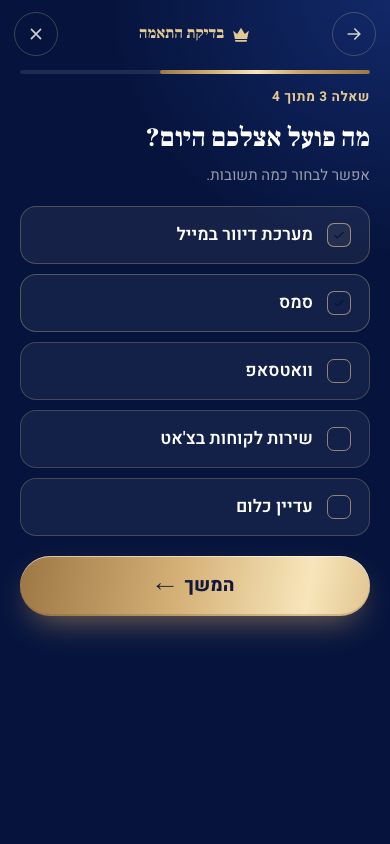 בדיקת התאמה
שאלה 3 מתוך 4
מה פועל אצלכם היום?
אפשר לבחור כמה תשובות.
מערכת דיוור במייל
סמס
וואטסאפ
שירות לקוחות בצ'אט
עדיין כלום
המשך ←